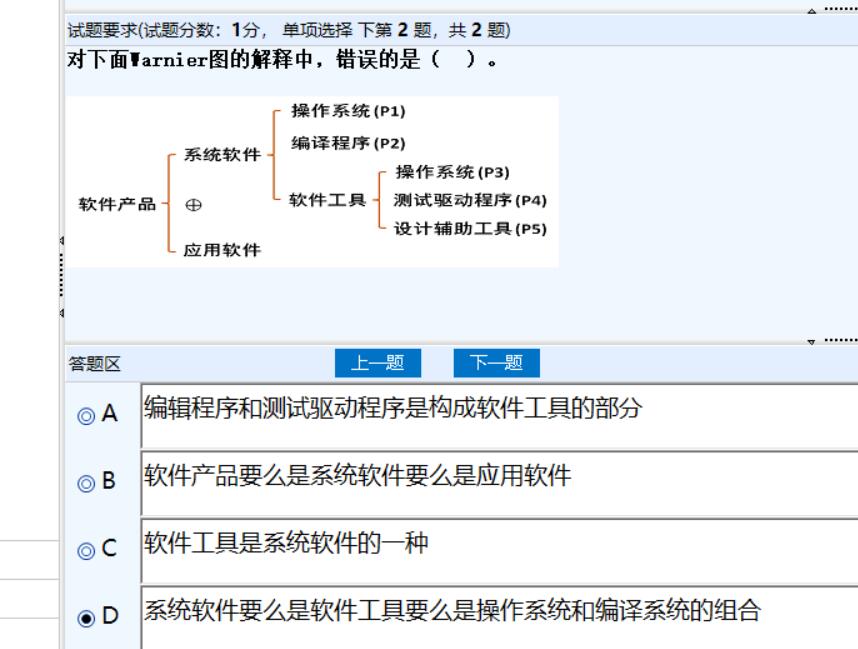 试题要求(试题分数：1分， 单项选择 下第 2 题，共 2 题)
对下面Warnier图的解释中，错误的是（  ）。
操作系统(P1)
编译程序(P2)
系统软件
操作系统(P3)
软件产品
⊕
软件工具
测试驱动程序(P4)
设计辅助工具(P5)
应用软件
答题区
上一题
下一题
A 编辑程序和测试驱动程序是构成软件工具的部分
B 软件产品要么是系统软件要么是应用软件
C 软件工具是系统软件的一种
D 系统软件要么是软件工具要么是操作系统和编译系统的组合